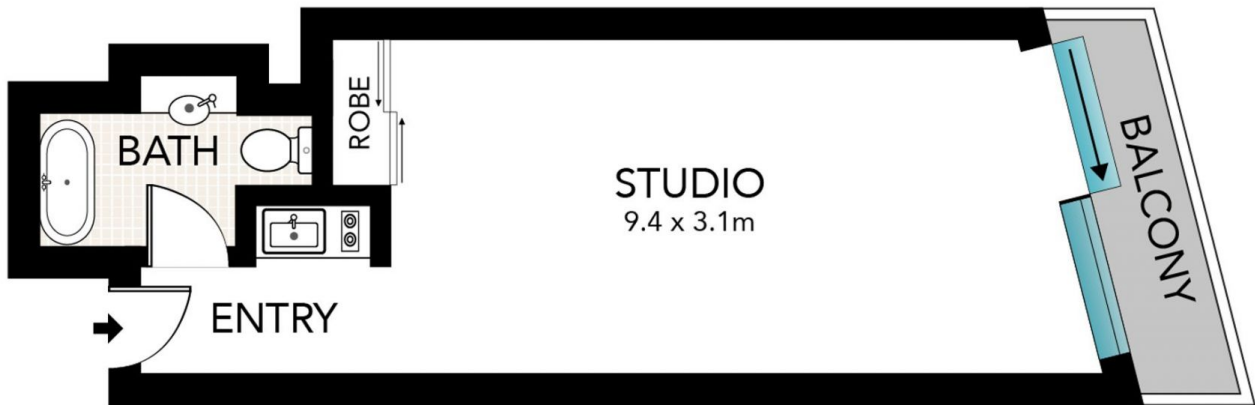 BATH
ROBE
STUDIO
9.4 x 3.1m
BALCONY
ENTRY